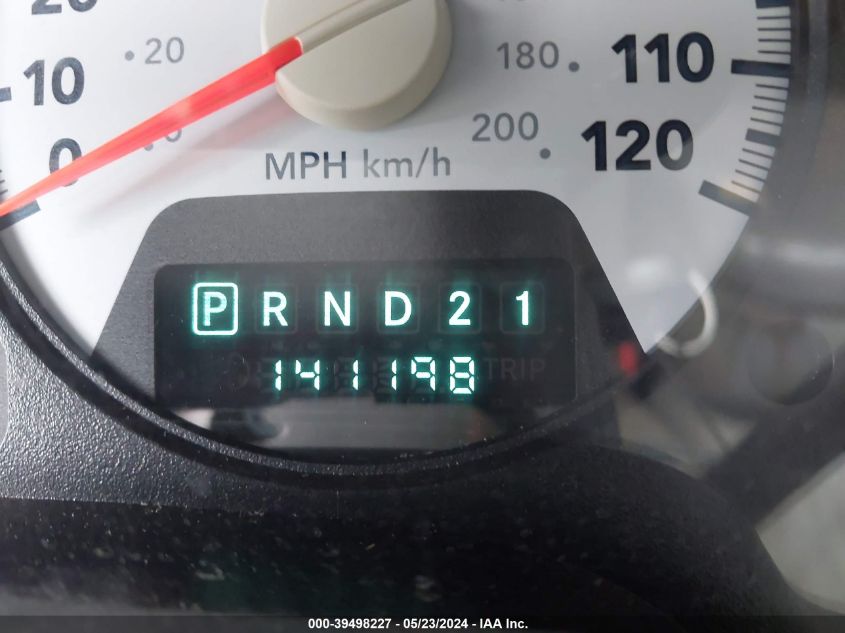 20
10 20 180 110
0 200 120
MPH km/h
P R N D 2 1
141198 TRIP
000-39498227 - 05/23/2024 - IAA Inc.